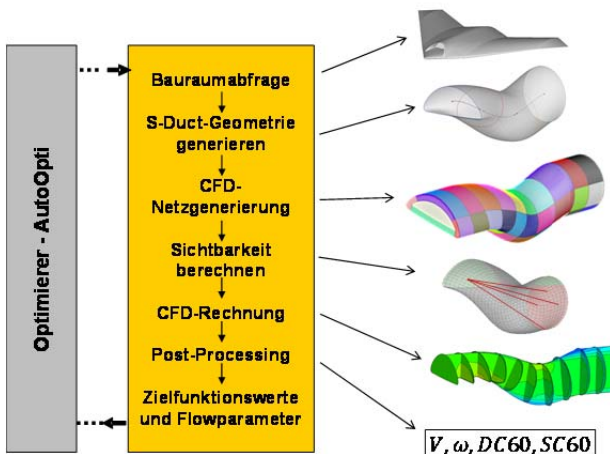 Optimierer - AutoOpti
Bauraumabfrage
S-Duct-Geometrie
generieren
CFD-
Netzgenerierung
Sichtbarkeit
berechnen
CFD-Rechnung
Post-Processing
Zielfunktionswerte
und Flowparameter
V, ω, DC60, SC60